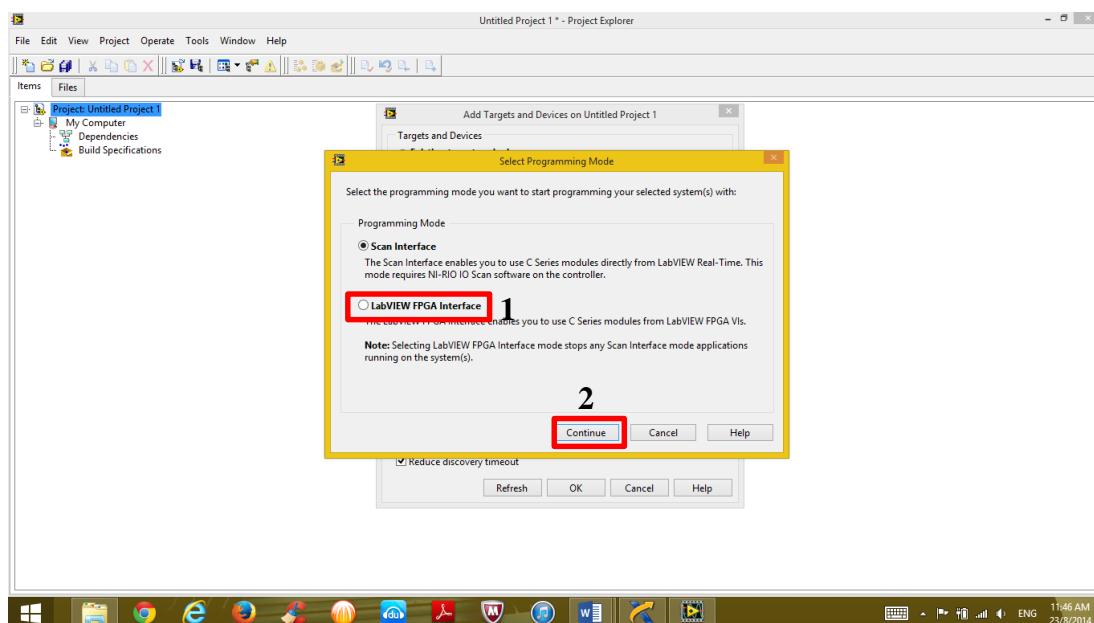 Untitled Project 1 * - Project Explorer
File Edit View Project Operate Tools Window Help
Items Files
Project: Untitled Project 1
My Computer
Dependencies
Build Specifications
Add Targets and Devices on Untitled Project 1
Targets and Devices
Select Programming Mode
Select the programming mode you want to start programming your selected system(s) with:
Programming Mode
Scan Interface
The Scan Interface enables you to use C Series modules directly from LabVIEW Real-Time. This
mode requires NI-RIO IO Scan software on the controller.
LabVIEW FPGA Interface 1
The LabVIEW FPGA Interface enables you to use C Series modules from LabVIEW FPGA VIs.
Note: Selecting LabVIEW FPGA Interface mode stops any Scan Interface mode applications
running on the system(s).
2
Continue Cancel Help
Reduce discovery timeout
Refresh OK Cancel Help
du
W
ENG 11:46 AM
23/8/2014